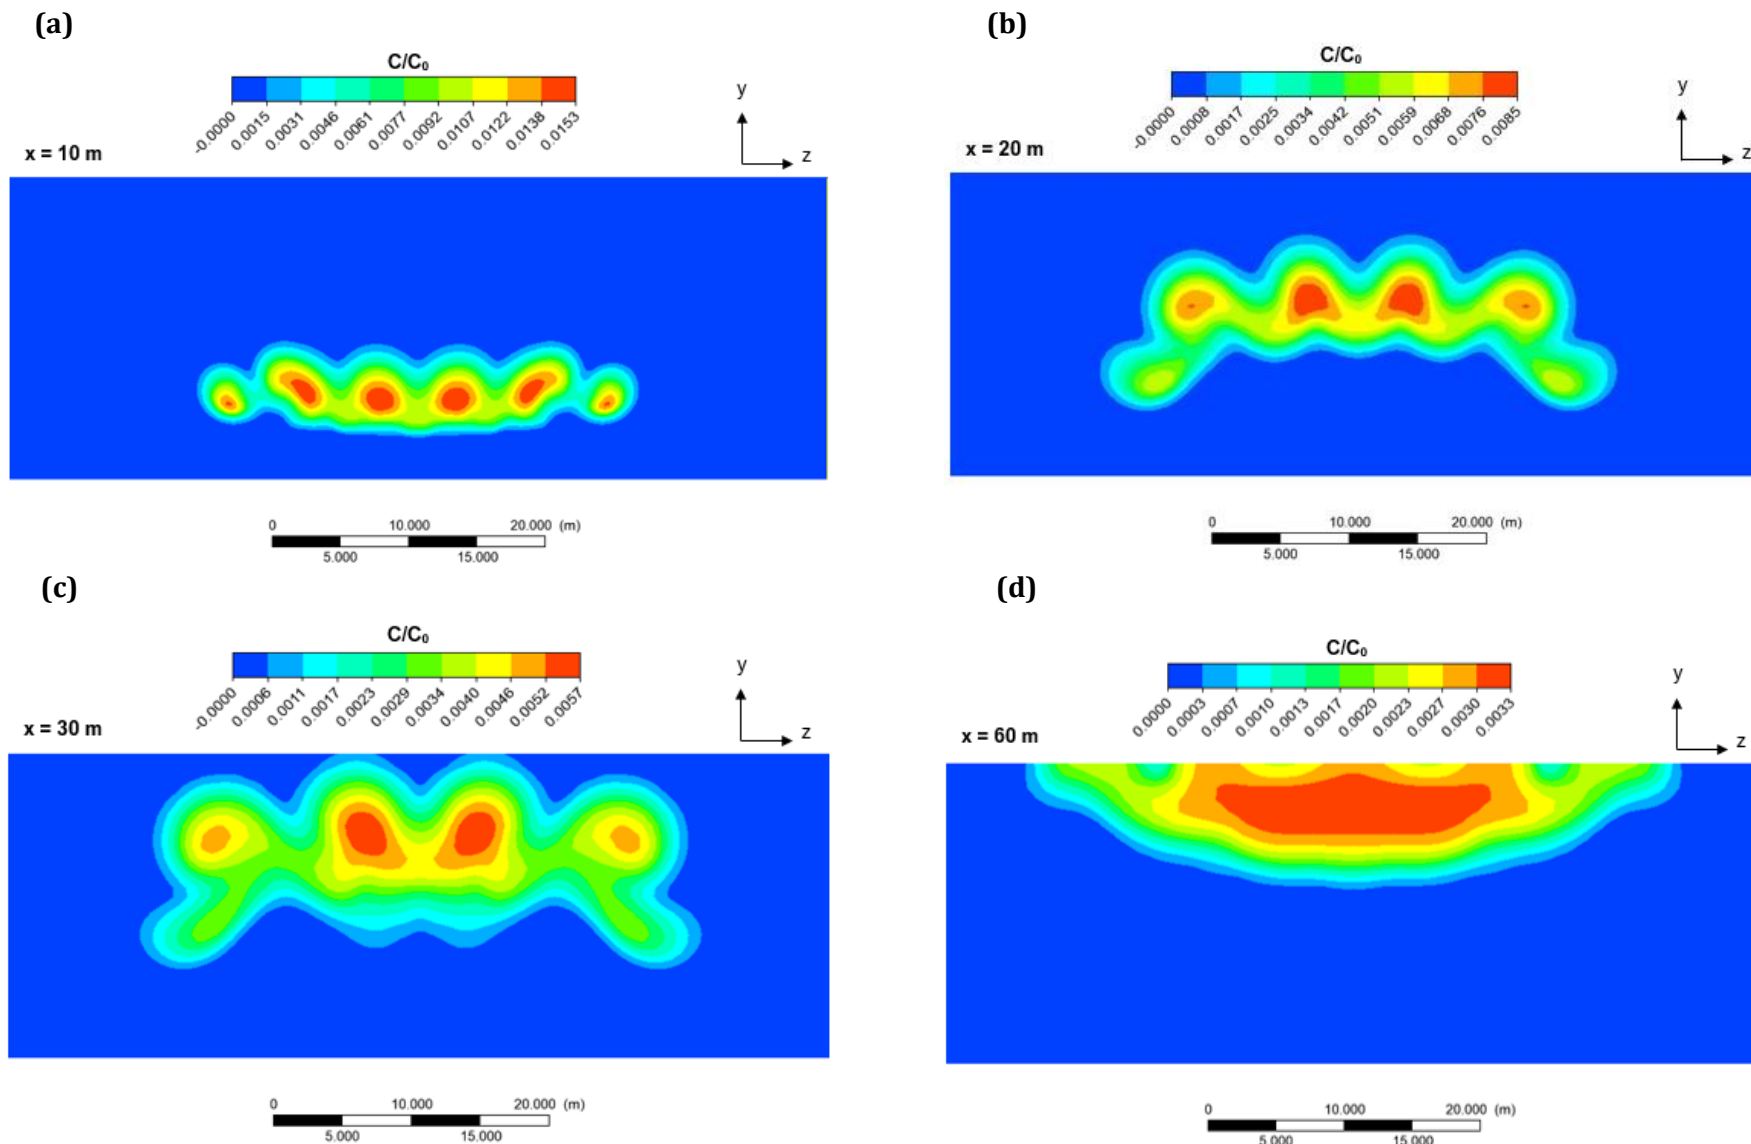 (a)
C/C₀
-0.0000 0.0015 0.0031 0.0046 0.0061 0.0077 0.0092 0.0107 0.0122 0.0138 0.0153
x = 10 m
y
z
0 10.000 20.000 (m)
5.000 15.000
(b)
C/C₀
-0.0000 0.0008 0.0017 0.0025 0.0034 0.0042 0.0051 0.0059 0.0068 0.0076 0.0085
x = 20 m
y
z
0 10.000 20.000 (m)
5.000 15.000
(c)
C/C₀
-0.0000 0.0006 0.0011 0.0017 0.0023 0.0029 0.0034 0.0040 0.0046 0.0052 0.0057
x = 30 m
y
z
0 10.000 20.000 (m)
5.000 15.000
(d)
C/C₀
0.0000 0.0003 0.0007 0.0010 0.0013 0.0017 0.0020 0.0023 0.0027 0.0030 0.0033
x = 60 m
y
z
0 10.000 20.000 (m)
5.000 15.000